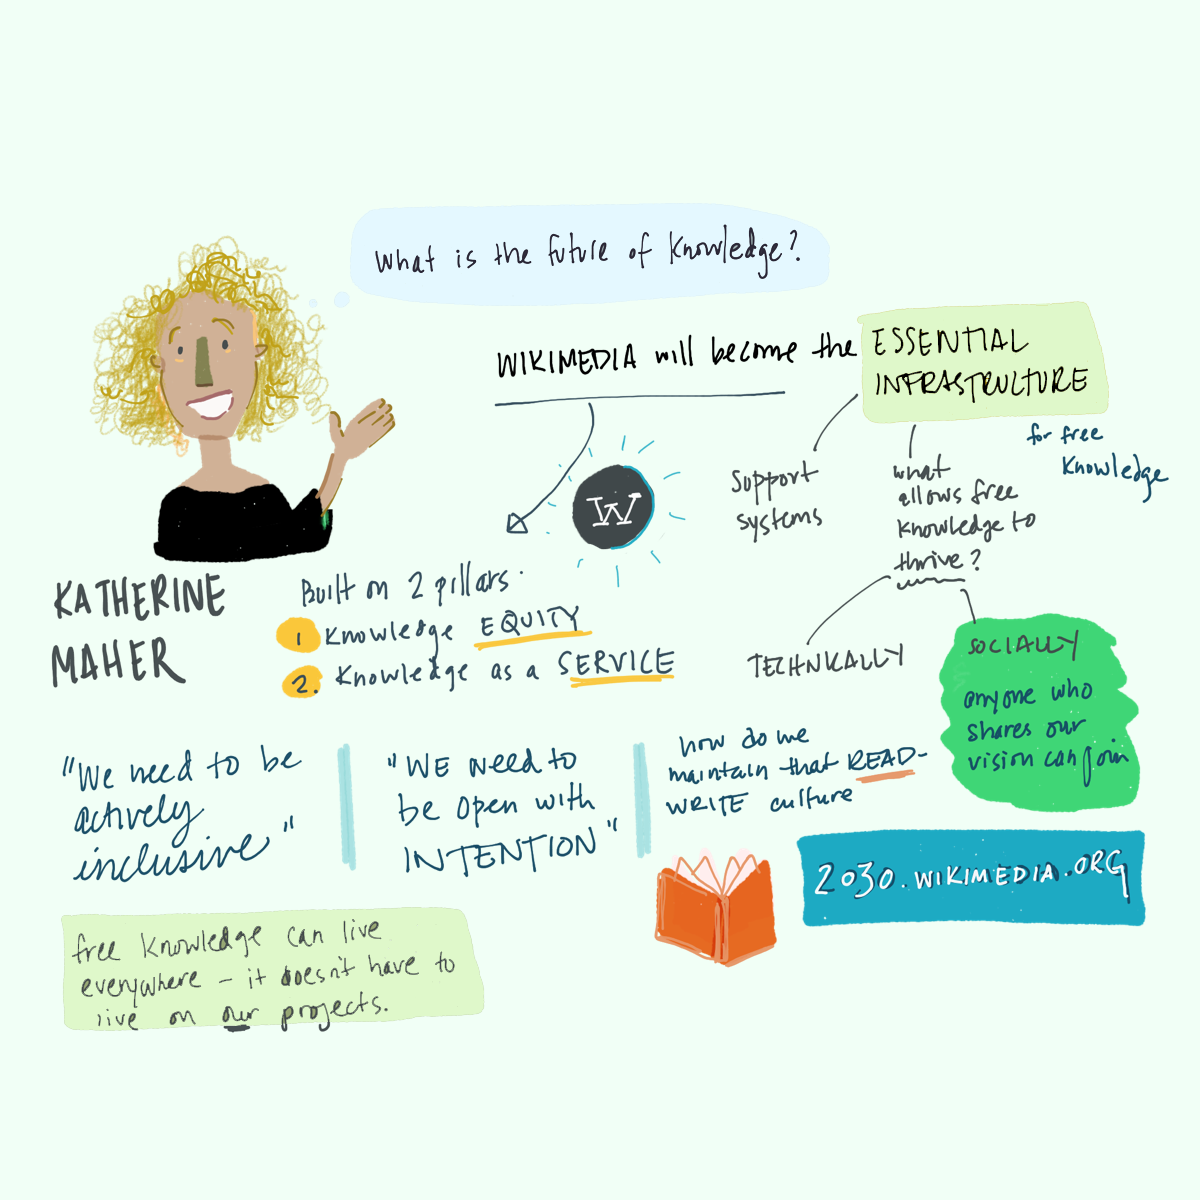 What is the future of knowledge?
WIKIMEDIA will become the ESSENTIAL
INFRASTRUCTURE
for free
knowledge
Support
systems
what
allows free
knowledge to
thrive?
TECHNICALLY
SOCIALLY
anyone who
shares our
vision can join
W
KATHERINE
MAHER
Built on 2 pillars:
1 Knowledge EQUITY
2. Knowledge as a SERVICE
"We need to be
actively
inclusive"
"WE need to
be open with
INTENTION"
how do we
maintain that READ-
WRITE culture
2030.WIKIMEDIA.ORG
free knowledge can live
everywhere – it doesn't have to
live on our projects.